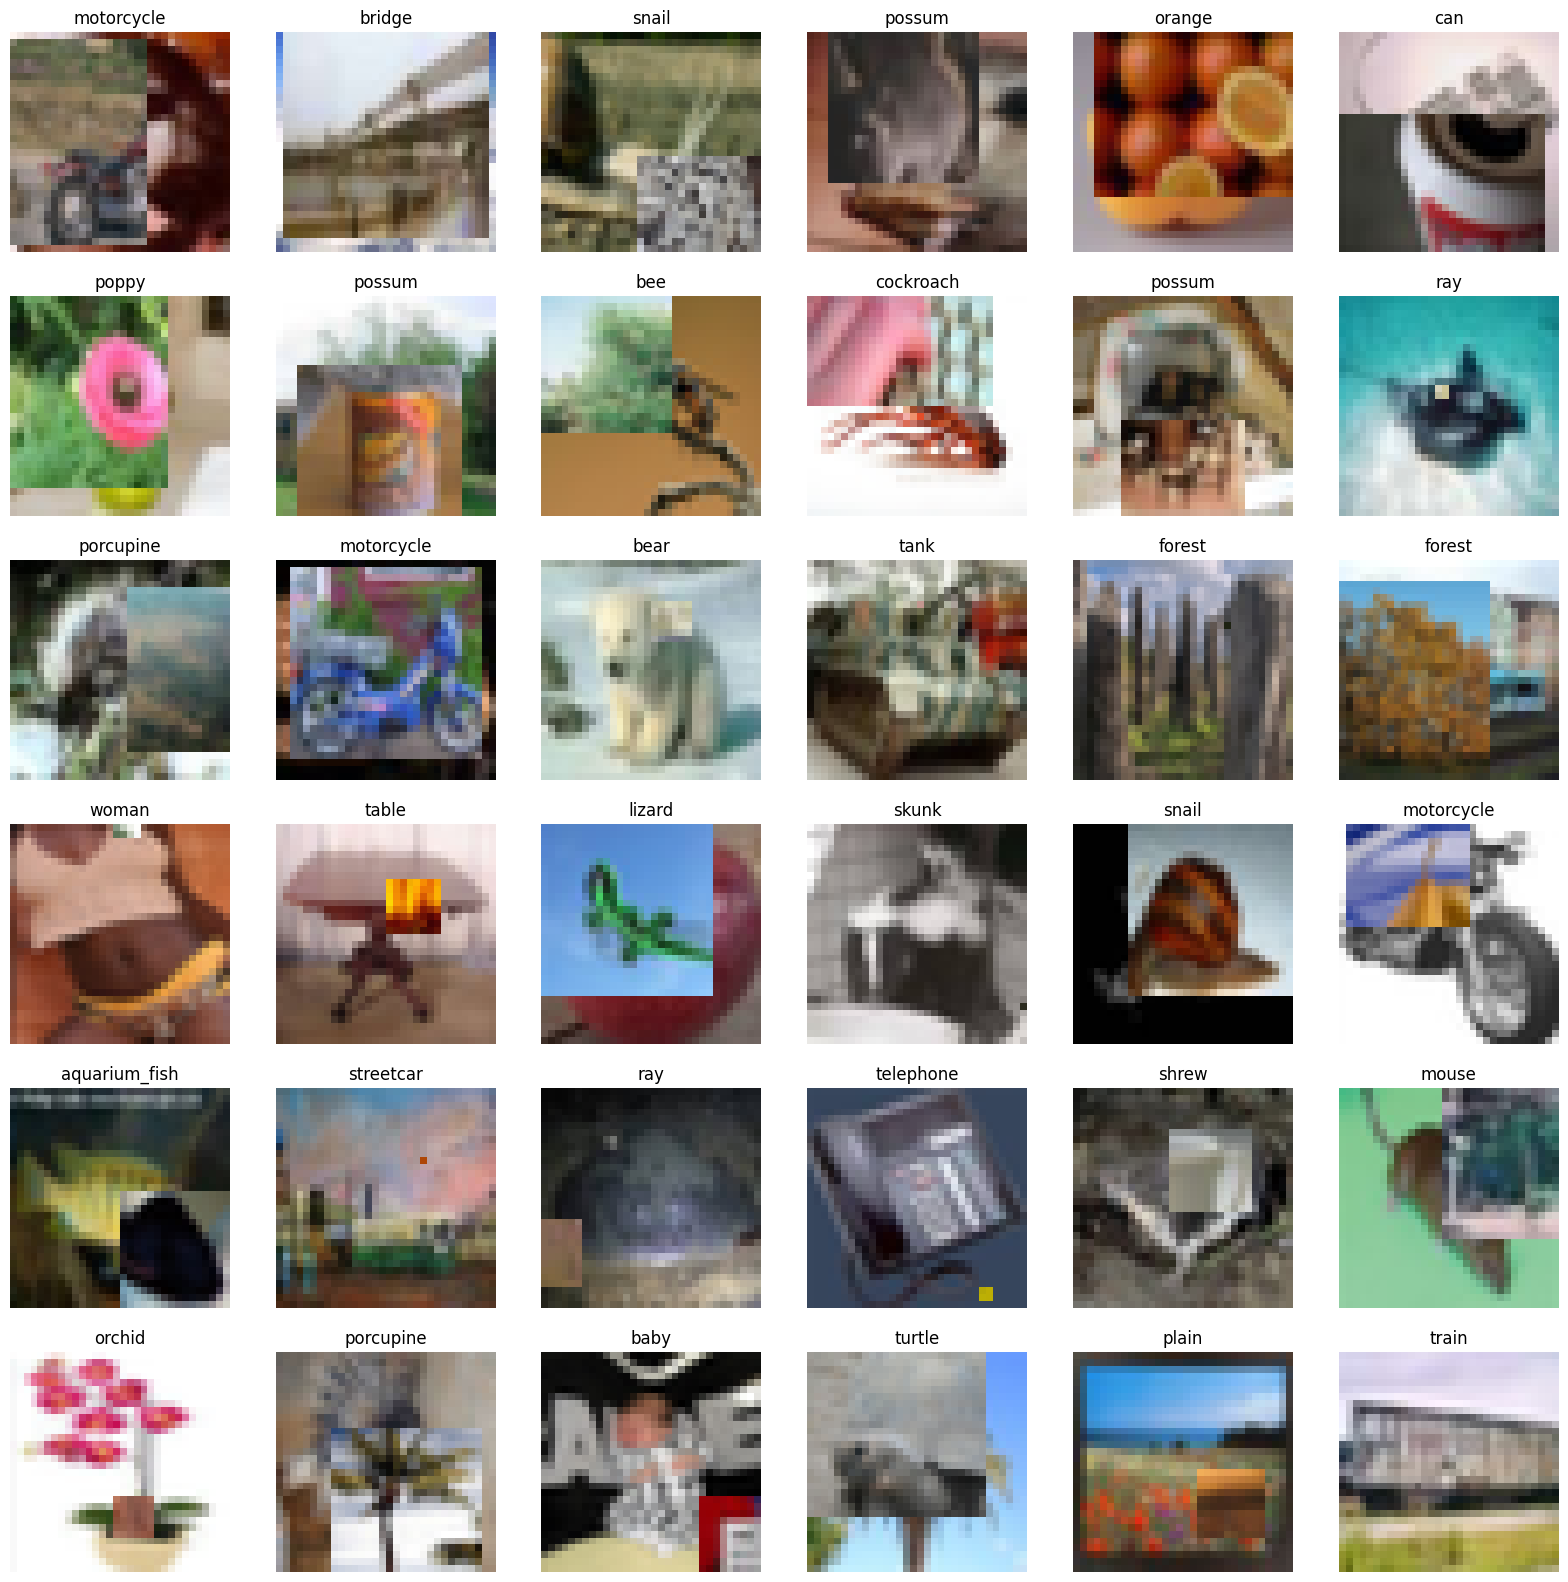 motorcycle bridge snail possum orange can
poppy possum bee cockroach possum ray
porcupine motorcycle bear tank forest forest
woman table lizard skunk snail motorcycle
aquarium_fish streetcar ray telephone shrew mouse
orchid porcupine baby turtle plain train